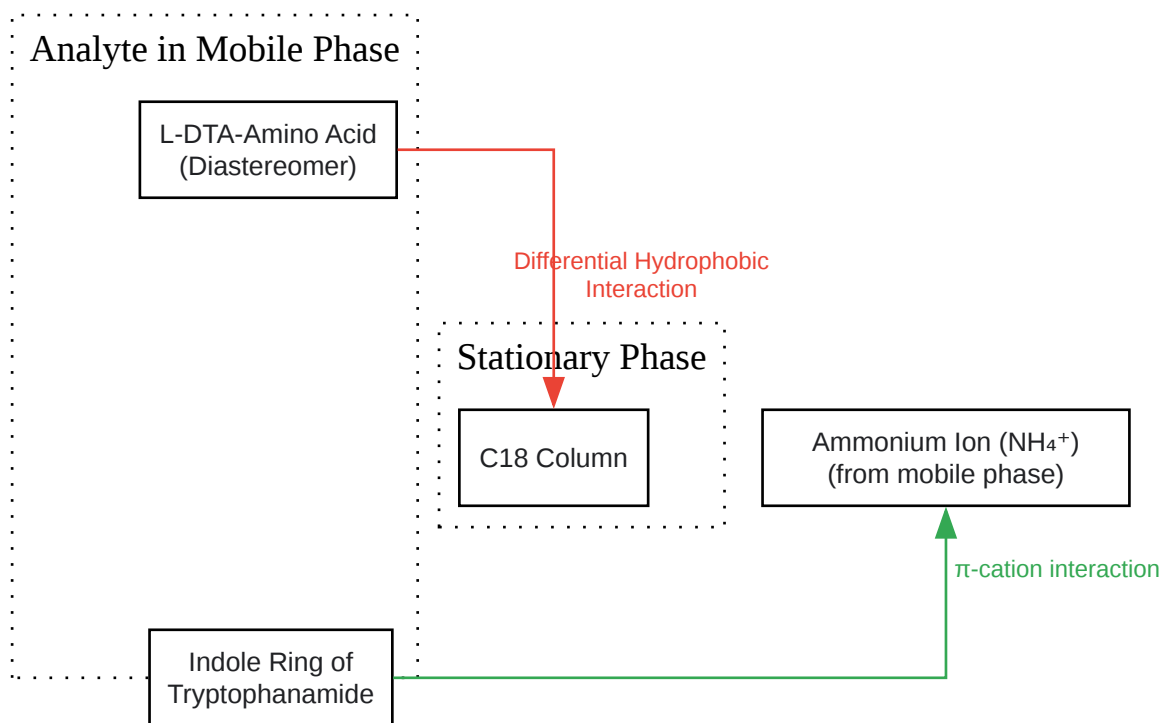 Analyte in Mobile Phase
L-DTA-Amino Acid
(Diastereomer)
Differential Hydrophobic
Interaction
Stationary Phase
C18 Column
Ammonium Ion (NH₄⁺)
(from mobile phase)
π-cation interaction
Indole Ring of
Tryptophanamide